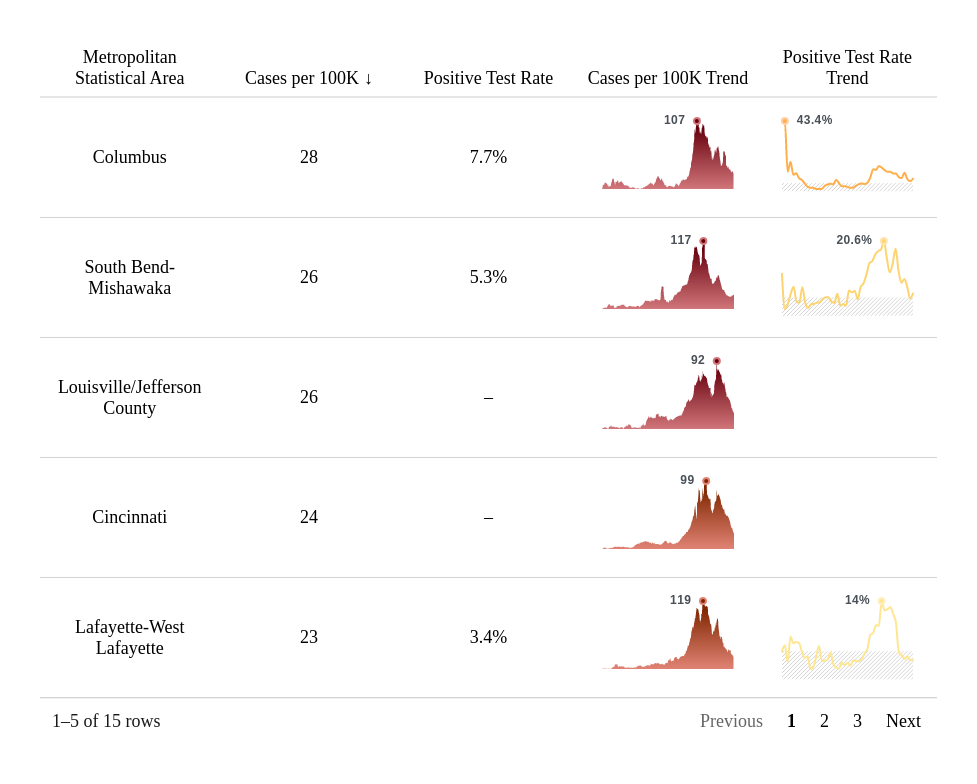 Metropolitan
Statistical Area
Cases per 100K ↓
Positive Test Rate
Cases per 100K Trend
Positive Test Rate
Trend
Columbus
28
7.7%
107
43.4%
South Bend-
Mishawaka
26
5.3%
117
20.6%
Louisville/Jefferson
County
26
–
92
Cincinnati
24
–
99
Lafayette-West
Lafayette
23
3.4%
119
14%
1–5 of 15 rows
Previous 1 2 3 Next